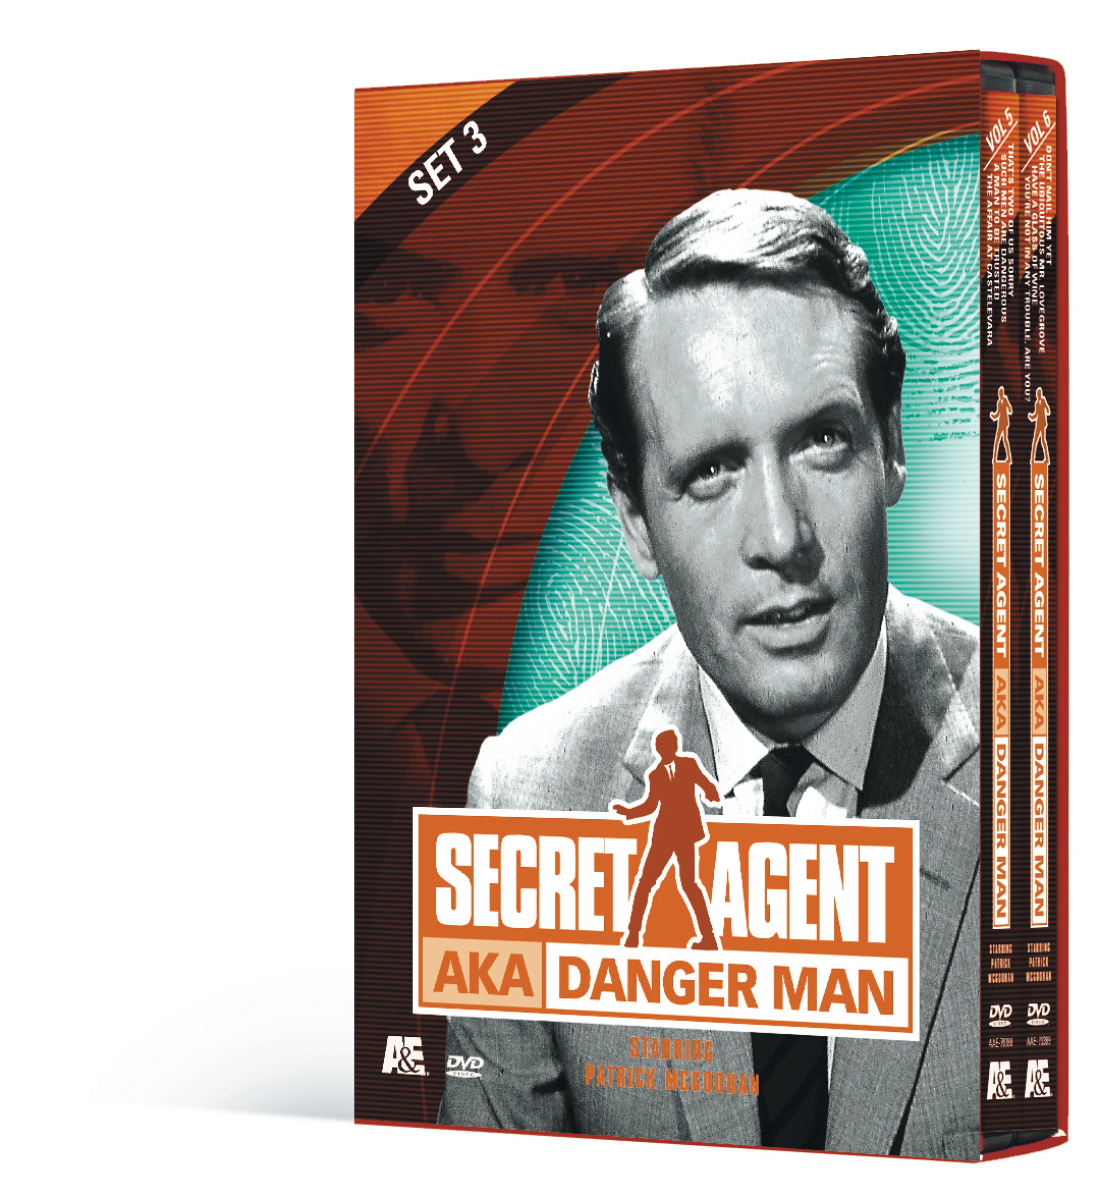 SET 3
SECRET AGENT
AKA DANGER MAN
STARRING
PATRICK MCGOOHAN
A&E
DVD
VIDEO
VOL 5
THAT'S TWO OF US SORRY
SUCH MEN ARE DANGEROUS
A MAN TO BE TRUSTED
THE AFFAIR AT CASTELEVARA
SECRET AGENT AKA DANGER MAN
STARRING
PATRICK
MCGOOHAN
DVD
VIDEO
A&E
VOL 6
DON'T NAIL HIM YET
THE UBIQUITOUS MR. LOVEGROVE
HAVE A GLASS OF WINE
YOU'RE NOT IN ANY TROUBLE, ARE YOU?
SECRET AGENT AKA DANGER MAN
STARRING
PATRICK
MCGOOHAN
DVD
VIDEO
A&E